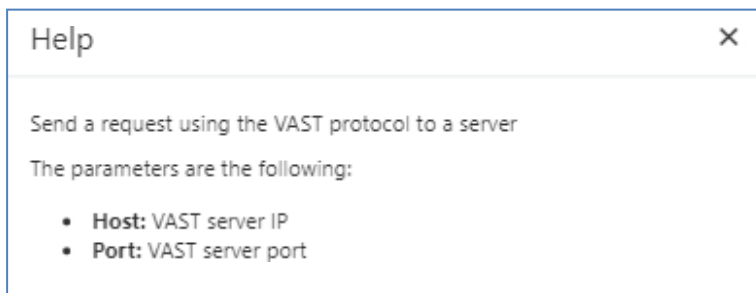 Help
Send a request using the VAST protocol to a server
The parameters are the following:
• Host: VAST server IP
• Port: VAST server port